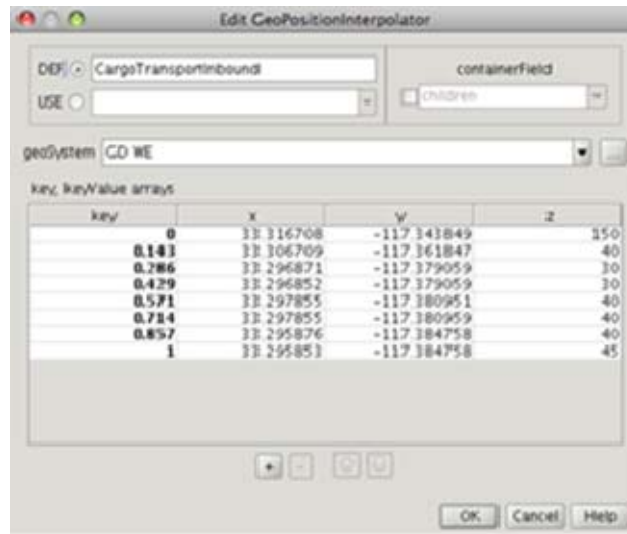 Edit GeoPositionInterpolator
DEF CargoTransportInboundI containerField
USE children
geoSystem GD WE
key, keyValue arrays
key x y z
0 33.316708 -117.343849 150
0.143 33.306709 -117.361847 40
0.286 33.296871 -117.379059 30
0.429 33.296852 -117.379059 30
0.571 33.297855 -117.380951 40
0.714 33.297855 -117.380959 40
0.857 33.295876 -117.384758 40
1 33.295853 -117.384758 45
+ -
OK Cancel Help